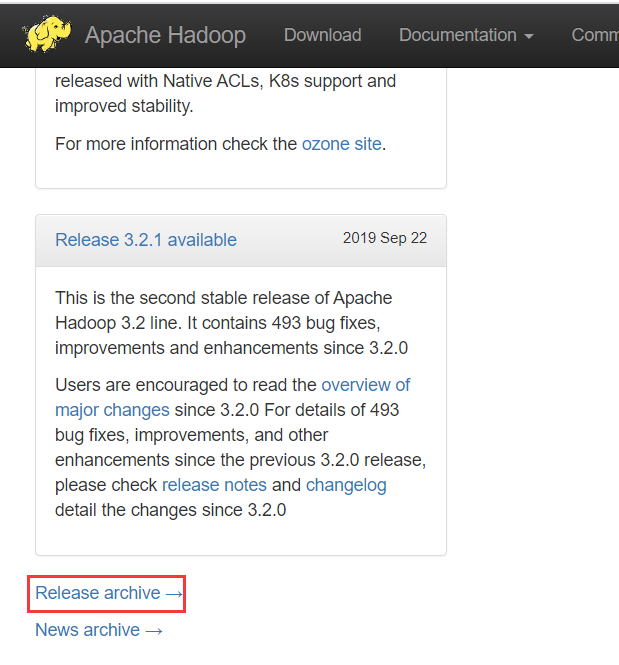 Apache Hadoop Download Documentation Comm
released with Native ACLs, K8s support and
improved stability.
For more information check the ozone site.
Release 3.2.1 available 2019 Sep 22
This is the second stable release of Apache
Hadoop 3.2 line. It contains 493 bug fixes,
improvements and enhancements since 3.2.0
Users are encouraged to read the overview of
major changes since 3.2.0 For details of 493
bug fixes, improvements, and other
enhancements since the previous 3.2.0 release,
please check release notes and changelog
detail the changes since 3.2.0
Release archive →
News archive →